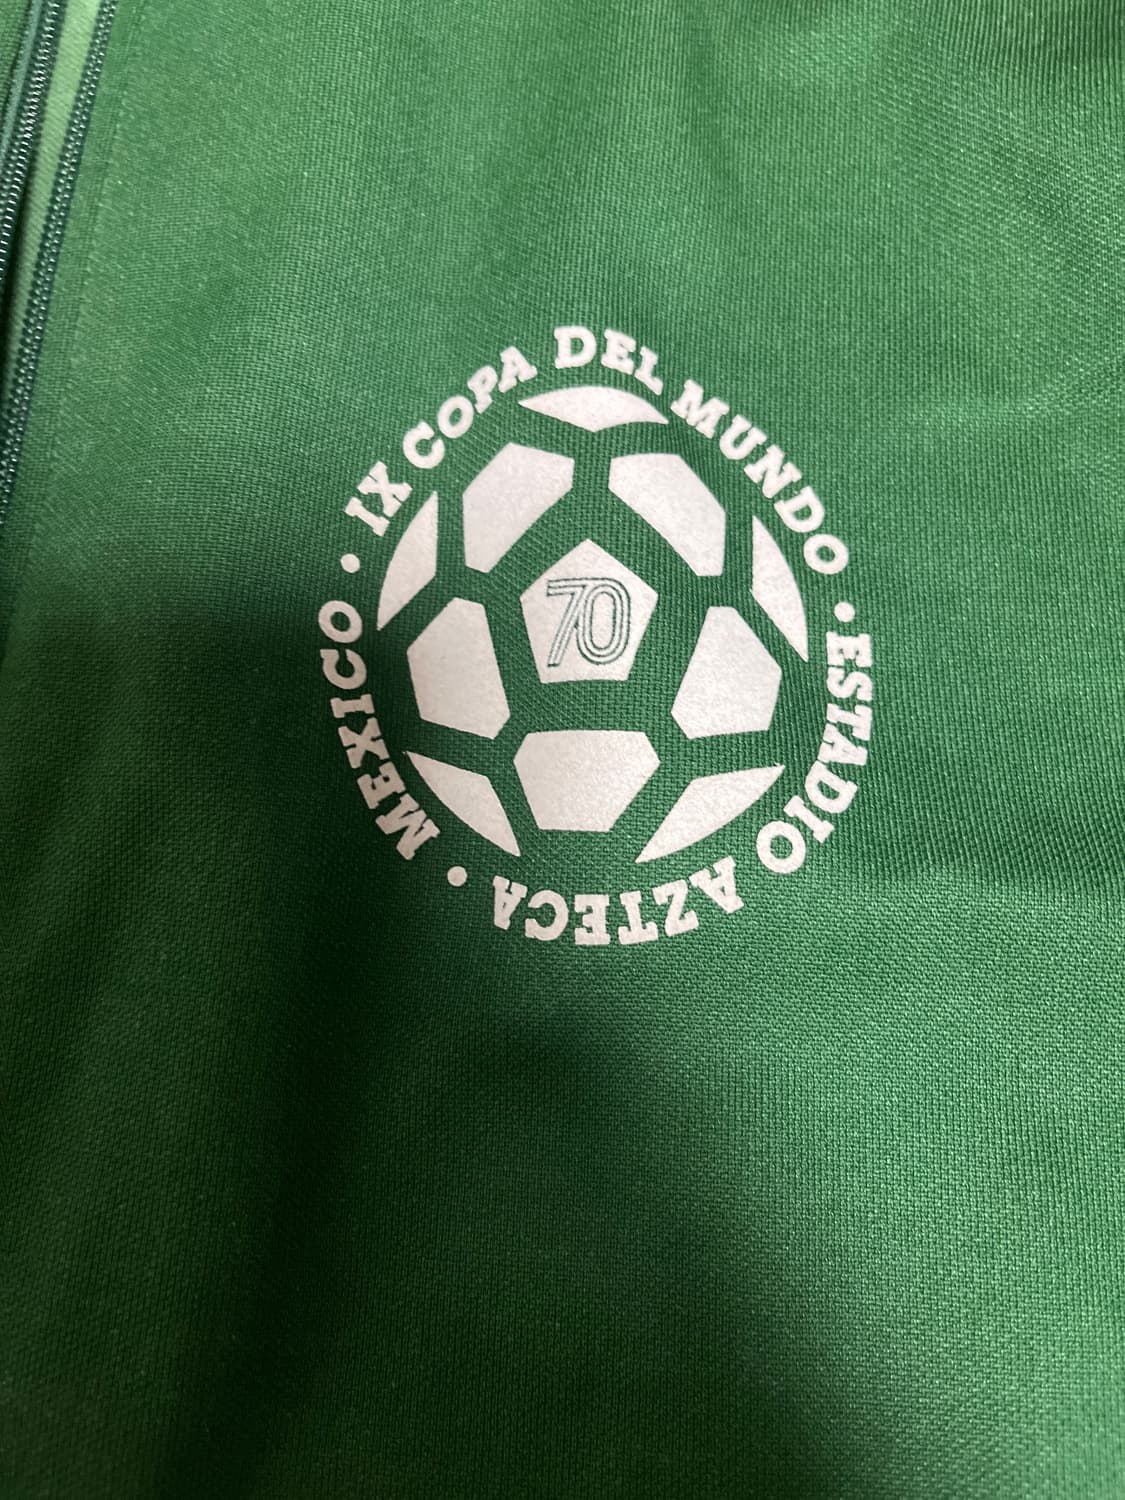 IX COPA DEL MUNDO · ESTADIO AZTECA · MEXICO ·
70